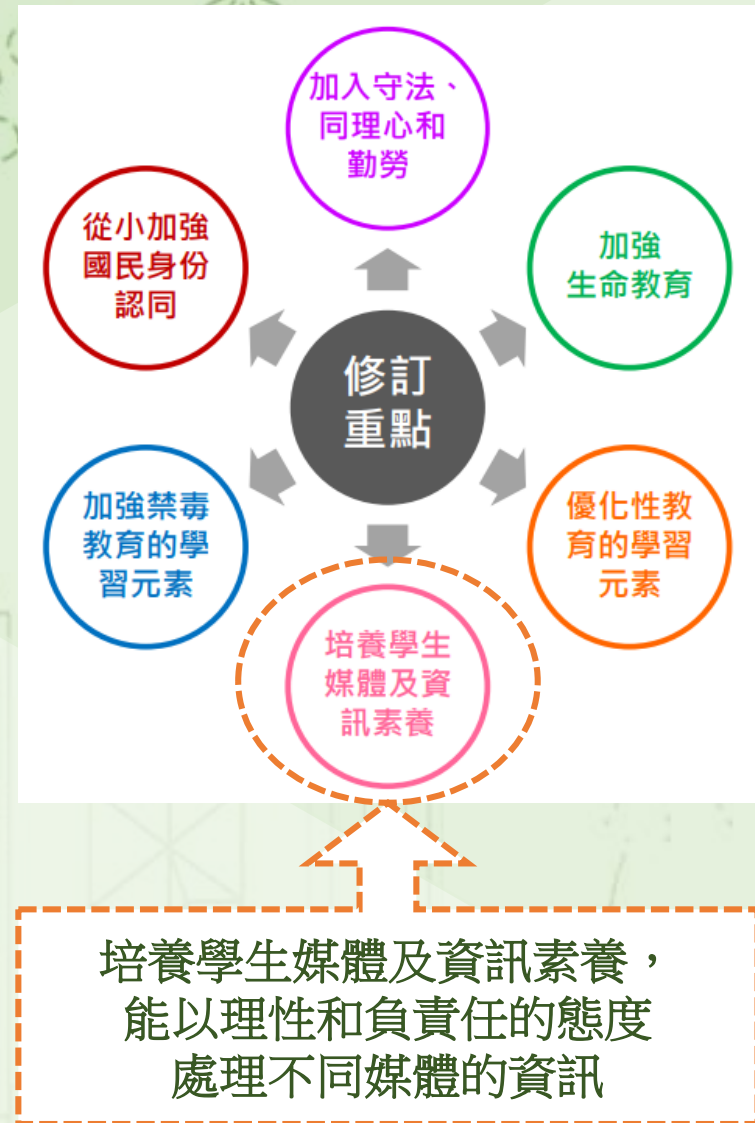 加入守法、
同理心和
勤勞
從小加強
國民身份
認同
加強
生命教育
修訂
重點
加強禁毒
教育的學
習元素
優化性教
育的學習
元素
培養學生
媒體及資
訊素養
培養學生媒體及資訊素養，
能以理性和負責任的態度
處理不同媒體的資訊